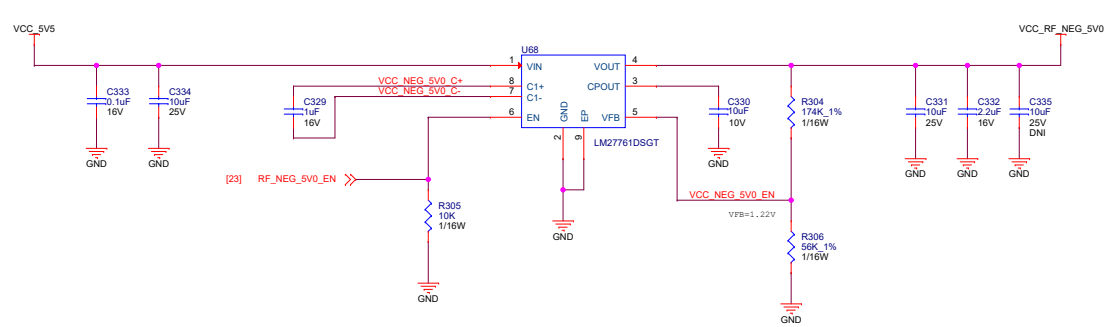 VCC_5V5
VCC_RF_NEG_5V0
U68
1
VIN
VOUT
4
8
C1+
CPOUT
3
7
C1-
6
EN
VFB
5
GND
EP
2
9
LM27761DSGT
VCC_NEG_5V0_C+
VCC_NEG_5V0_C-
C333
0.1uF
16V
GND
C334
10uF
25V
GND
C329
1uF
16V
C330
10uF
10V
GND
R304
174K_1%
1/16W
C331
10uF
25V
GND
C332
2.2uF
16V
GND
C335
10uF
25V
DNI
GND
[23] RF_NEG_5V0_EN
R305
10K
1/16W
GND
GND
VCC_NEG_5V0_EN
VFB=1.22V
R306
56K_1%
1/16W
GND